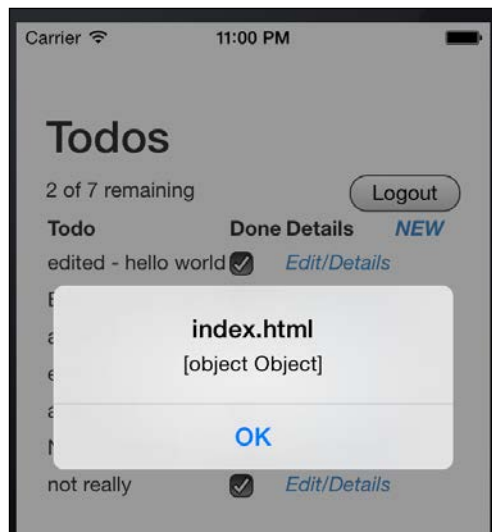 Carrier 11:00 PM
Todos
2 of 7 remaining Logout
Todo Done Details NEW
edited - hello world Edit/Details
index.html
[object Object]
OK
not really Edit/Details